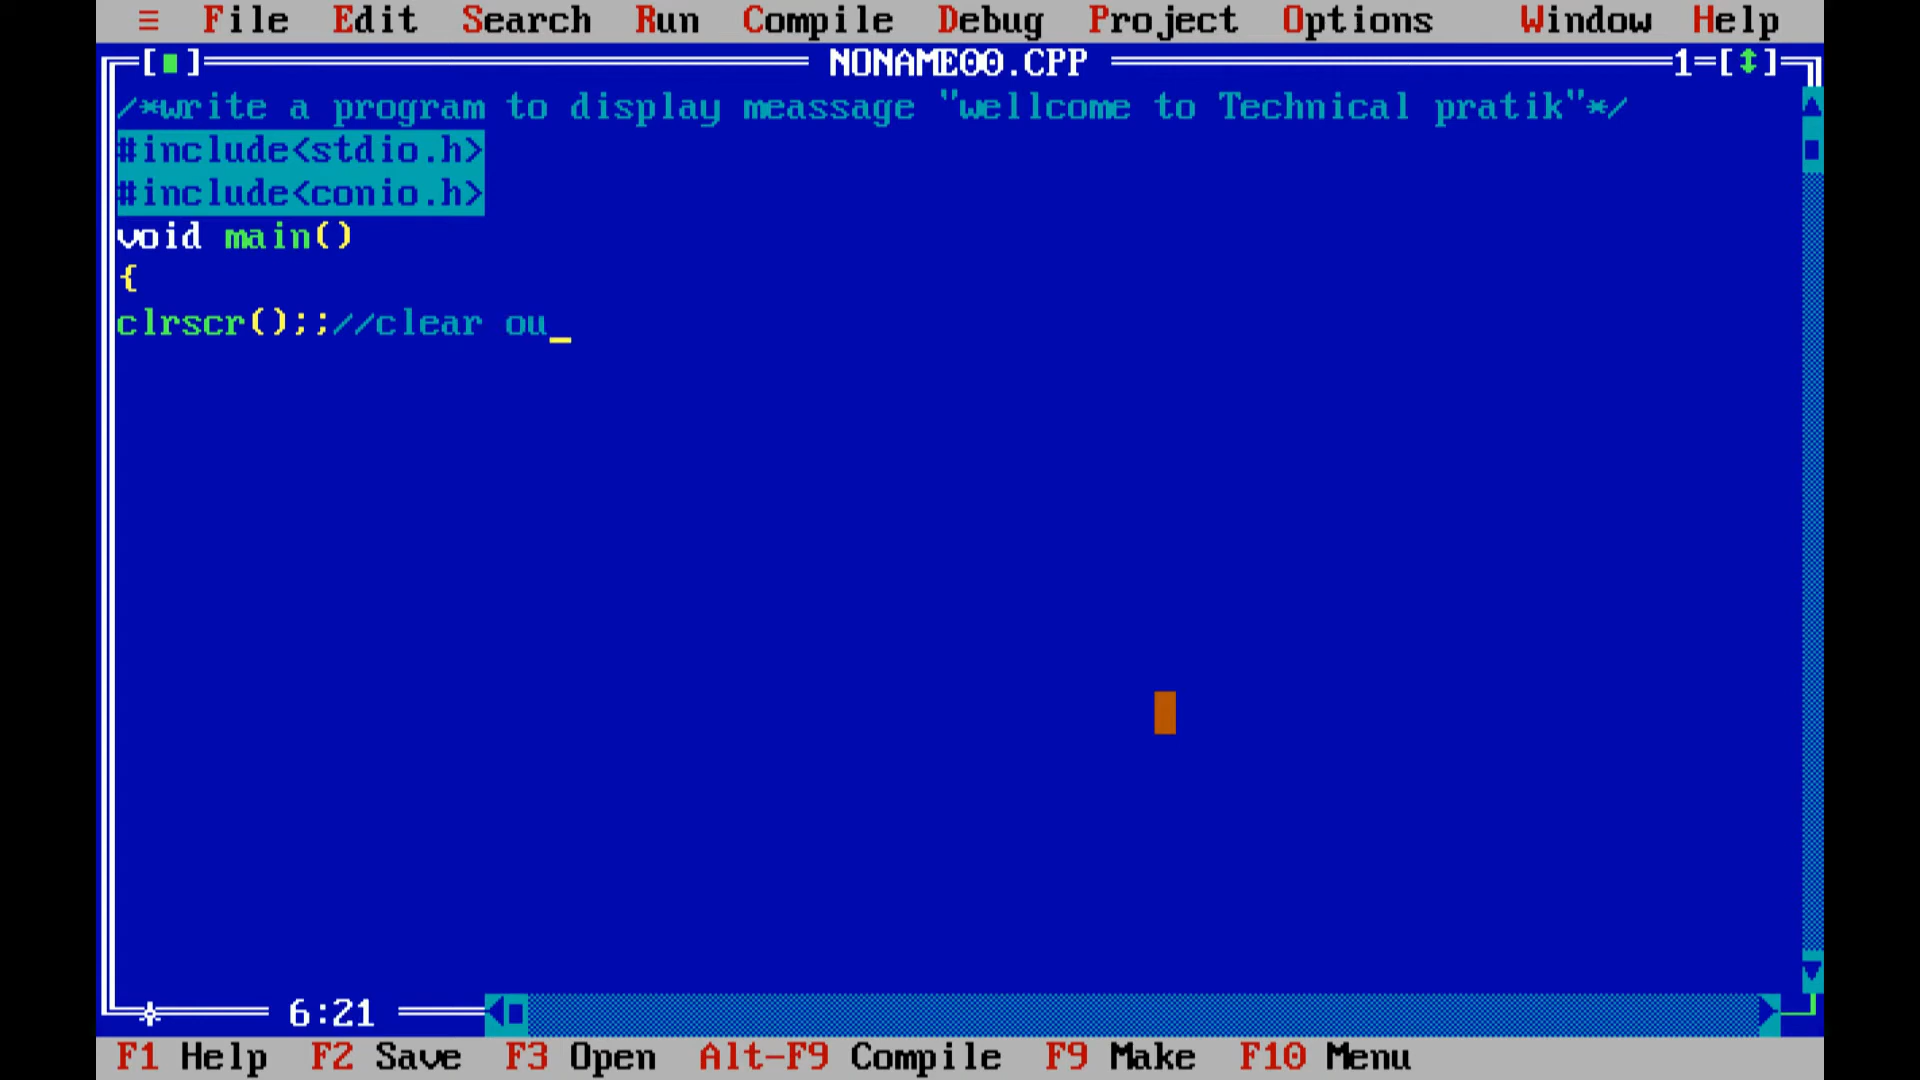 ≡ File Edit Search Run Compile Debug Project Options Window Help
[■] NONAME00.CPP 1=[↕]
/*write a program to display meassage "wellcome to Technical pratik"*/
#include<stdio.h>
#include<conio.h>
void main()
{
clrscr();;//clear ou_
6:21
F1 Help F2 Save F3 Open Alt-F9 Compile F9 Make F10 Menu